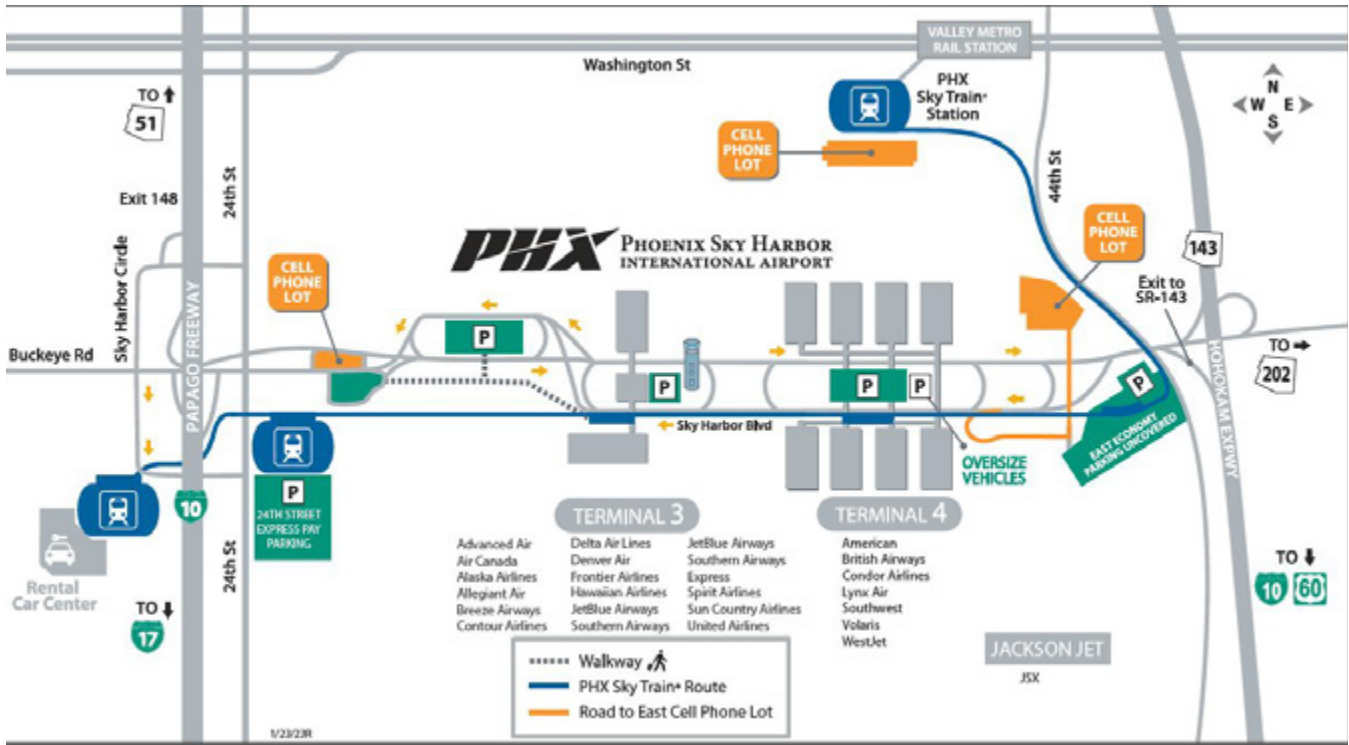 VALLEY METRO
RAIL STATION
Washington St
PHX
Sky Train•
Station
N
W E
S
TO
51
CELL
PHONE
LOT
44th St
Exit 148
24th St
CELL
PHONE
LOT
143
PHX PHOENIX SKY HARBOR
INTERNATIONAL AIRPORT
Sky Harbor Circle
CELL
PHONE
LOT
Exit to
SR-143
PAPAGO FREEWAY
Buckeye Rd
P
TO
202
HOHOKAM EXPWY
P
P
P
P
Sky Harbor Blvd
EAST ECONOMY
PARKING UNCOVERED
OVERSIZE
VEHICLES
P
24TH STREET
EXPRESS PAY
PARKING
10
24th St
Rental
Car Center
TO
17
TERMINAL 3
Advanced Air
Air Canada
Alaska Airlines
Allegiant Air
Breeze Airways
Contour Airlines
Delta Air Lines
Denver Air
Frontier Airlines
Hawaiian Airlines
JetBlue Airways
Southern Airways
JetBlue Airways
Southern Airways
Express
Spirit Airlines
Sun Country Airlines
United Airlines
TERMINAL 4
American
British Airways
Condor Airlines
Lynx Air
Southwest
Volaris
WestJet
TO
10 60
JACKSON JET
JSX
Walkway
PHX Sky Train• Route
Road to East Cell Phone Lot
1/23/23R